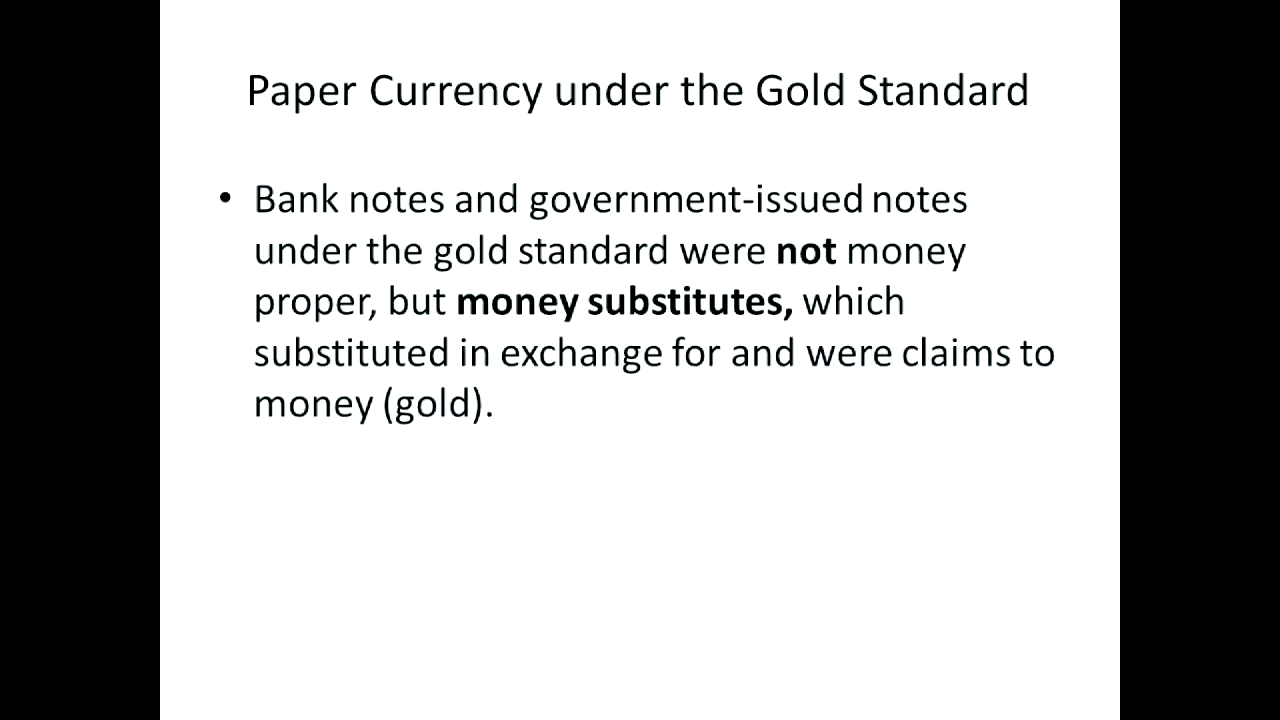 Paper Currency under the Gold Standard
• Bank notes and government-issued notes
under the gold standard were not money
proper, but money substitutes, which
substituted in exchange for and were claims to
money (gold).